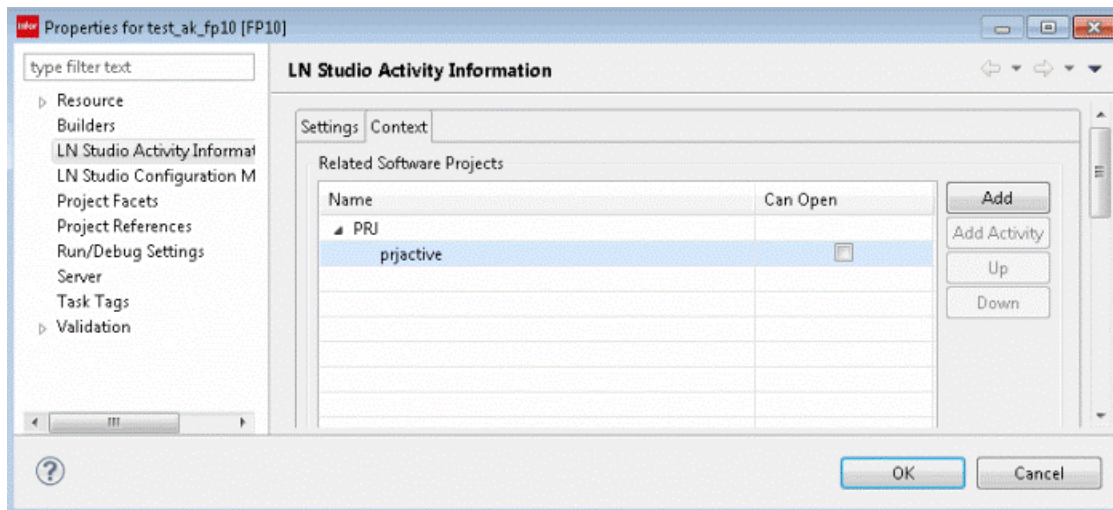 infor Properties for test_ak_fp10 [FP10]
type filter text
Resource
Builders
LN Studio Activity Informat
LN Studio Configuration M
Project Facets
Project References
Run/Debug Settings
Server
Task Tags
Validation
LN Studio Activity Information
Settings Context
Related Software Projects
Name Can Open
PRJ
prjactive
Add
Add Activity
Up
Down
OK Cancel